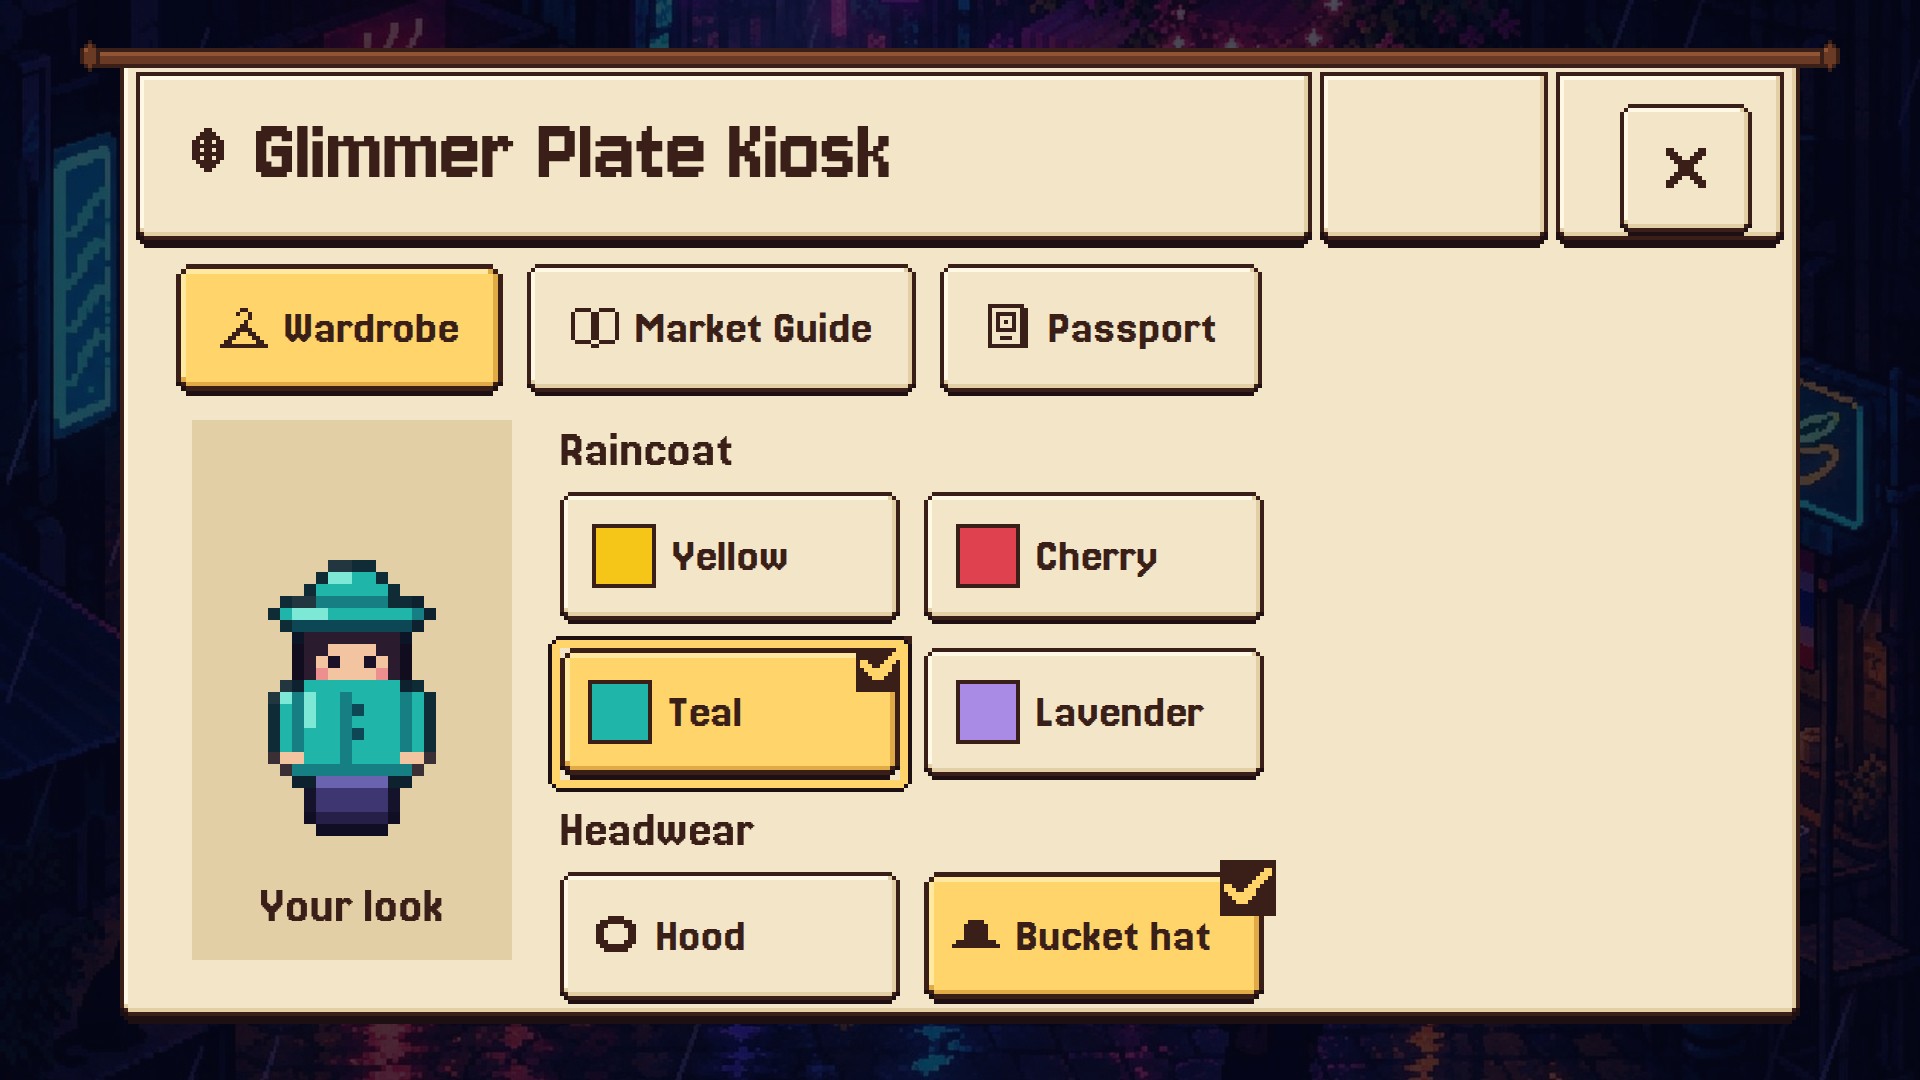 Glimmer Plate Kiosk
Wardrobe
Market Guide
Passport
Raincoat
Yellow
Cherry
Teal
Lavender
Headwear
Hood
Bucket hat
Your look